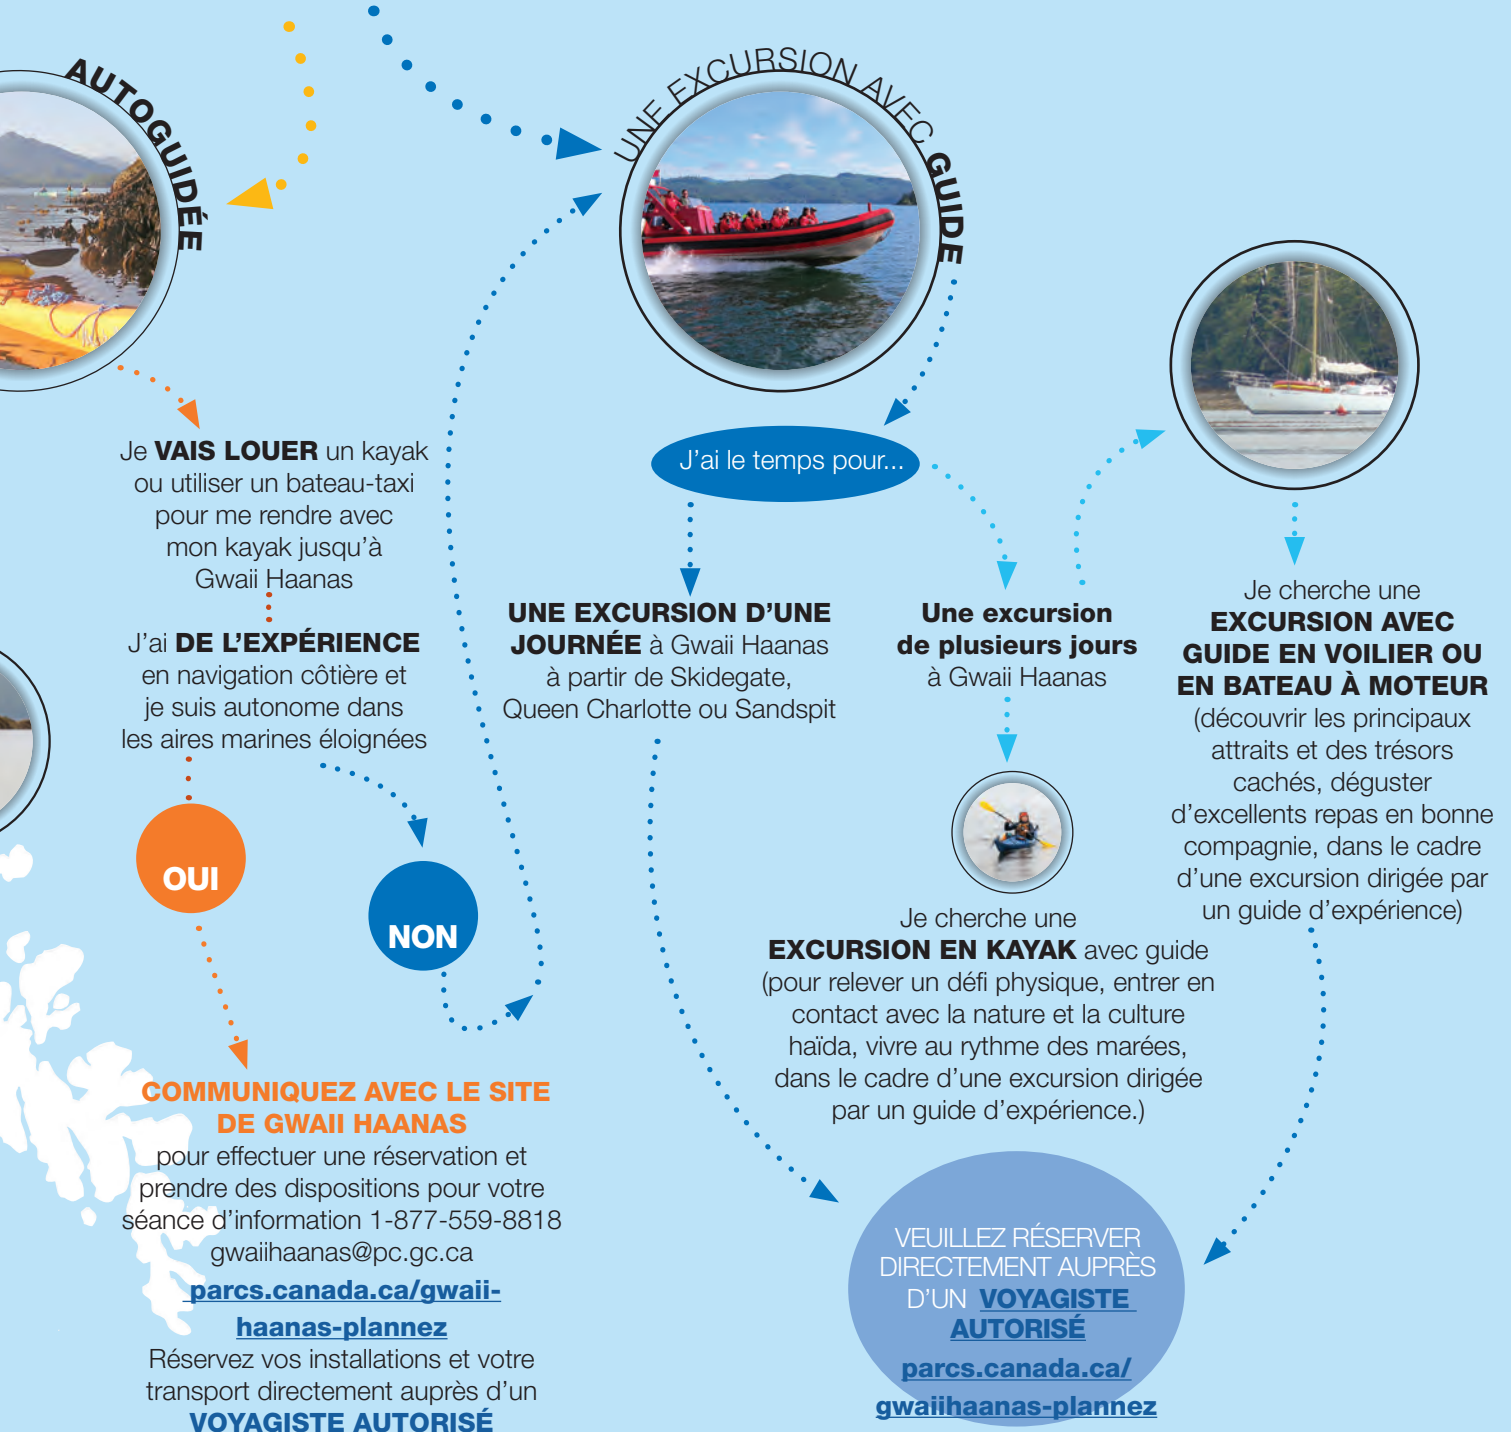 AUTOGUIDÉE
Je VAIS LOUER un kayak
ou utiliser un bateau-taxi
pour me rendre avec
mon kayak jusqu'à
Gwaii Haanas
J'ai DE L'EXPÉRIENCE
en navigation côtière et
je suis autonome dans
les aires marines éloignées
OUI
NON
COMMUNIQUEZ AVEC LE SITE
DE GWAII HAANAS
pour effectuer une réservation et
prendre des dispositions pour votre
séance d'information 1-877-559-8818
gwaiihaanas@pc.gc.ca
parcs.canada.ca/gwaii-
haanas-plannez
Réservez vos installations et votre
transport directement auprès d'un
VOYAGISTE AUTORISÉ
UNE EXCURSION AVEC GUIDE
J'ai le temps pour...
UNE EXCURSION D'UNE
JOURNÉE à Gwaii Haanas
à partir de Skidegate,
Queen Charlotte ou Sandspit
Une excursion
de plusieurs jours
à Gwaii Haanas
Je cherche une
EXCURSION EN KAYAK avec guide
(pour relever un défi physique, entrer en
contact avec la nature et la culture
haïda, vivre au rythme des marées,
dans le cadre d'une excursion dirigée
par un guide d'expérience.)
Je cherche une
EXCURSION AVEC
GUIDE EN VOILIER OU
EN BATEAU À MOTEUR
(découvrir les principaux
attraits et des trésors
cachés, déguster
d'excellents repas en bonne
compagnie, dans le cadre
d'une excursion dirigée par
un guide d'expérience)
VEUILLEZ RÉSERVER
DIRECTEMENT AUPRÈS
D'UN VOYAGISTE
AUTORISÉ
parcs.canada.ca/
gwaiihaanas-plannez